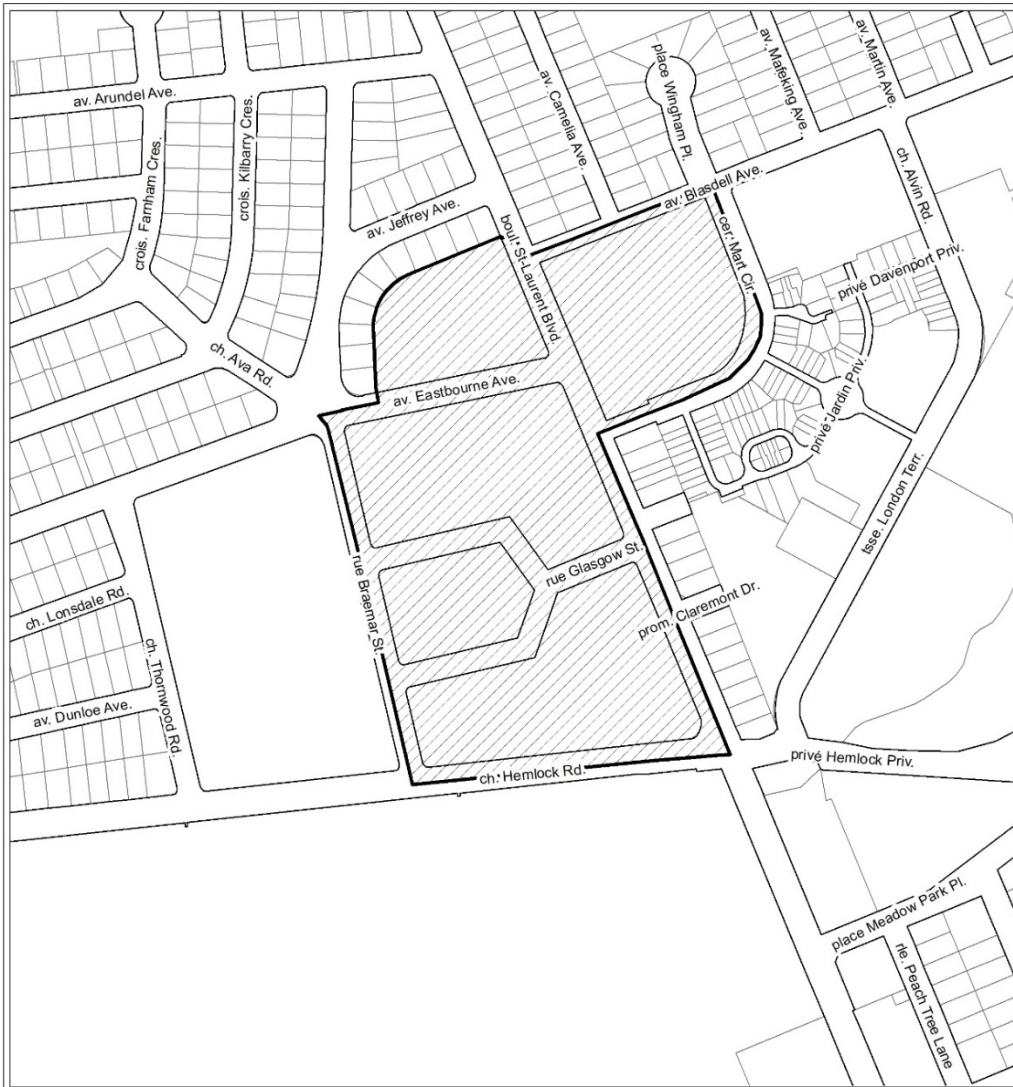 av. Arundel Ave.
crois. Farnham Cres.
crois. Kilbarry Cres.
av. Jeffrey Ave.
boul. St-Laurent Blvd.
av. Camelia Ave.
place Wingham Pl.
av. Mafeking Ave.
av. Martin Ave.
av. Blasdell Ave.
ch. Alvin Rd.
cer. Mart Cir.
privé Davenport Priv.
ch. Ava Rd.
av. Eastbourne Ave.
privé Jardin Priv.
tsse. London Terr.
rue Glasgow St.
rue Braemar St.
prom. Claremont Dr.
ch. Lonsdale Rd.
ch. Thornwood Rd.
av. Dunloe Ave.
ch. Hemlock Rd.
privé Hemlock Priv.
place Meadow Park Pl.
rle. Peach Tree Lane